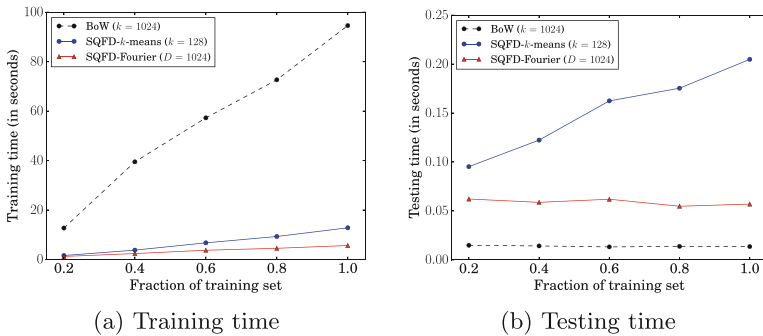 100
80
60
40
20
0
0.2
0.4
0.6
0.8
1.0
Training time (in seconds)
Fraction of training set
BoW (k = 1024)
SQFD-k-means (k = 128)
SQFD-Fourier (D = 1024)
(a) Training time
0.25
0.20
0.15
0.10
0.05
0.00
0.2
0.4
0.6
0.8
1.0
Testing time (in seconds)
Fraction of training set
BoW (k = 1024)
SQFD-k-means (k = 128)
SQFD-Fourier (D = 1024)
(b) Testing time